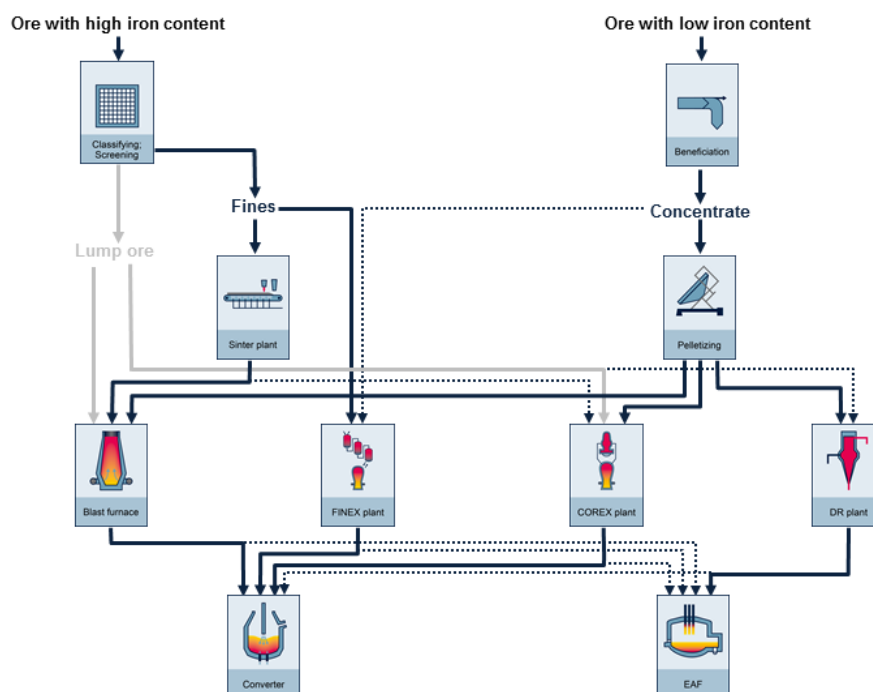 Ore with high iron content
Ore with low iron content
Classifying;
Screening
Beneficiation
Fines
Concentrate
Lump ore
Sinter plant
Pelletizing
Blast furnace
FINEX plant
COREX plant
DR plant
Converter
EAF